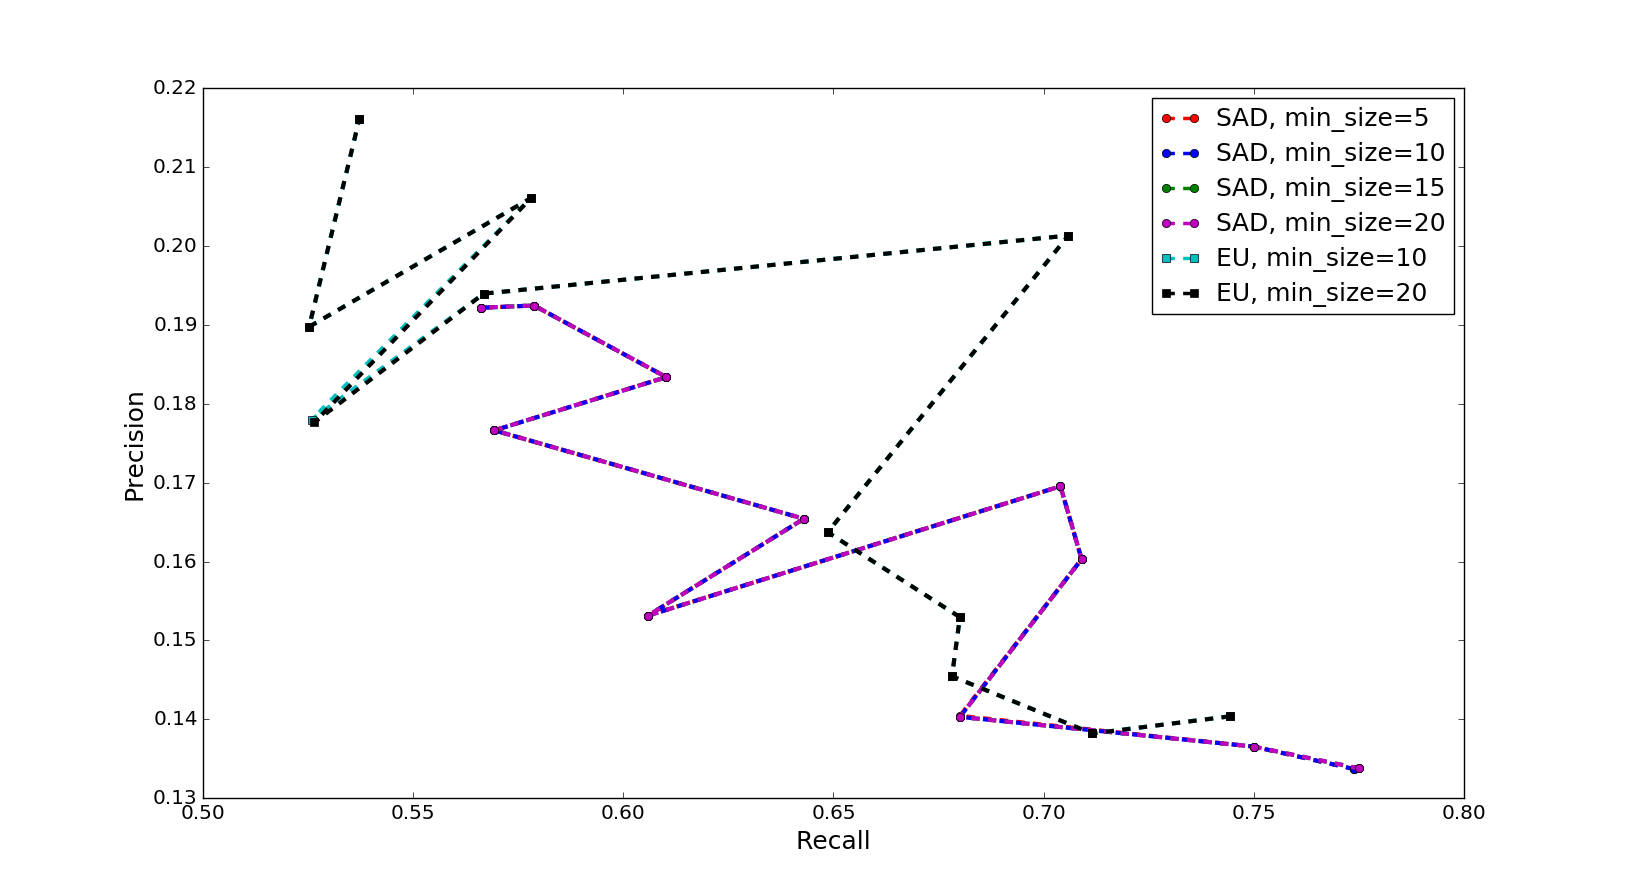 0.22
0.21
0.20
0.19
0.18
0.17
0.16
0.15
0.14
0.13
Precision
SAD, min_size=5
SAD, min_size=10
SAD, min_size=15
SAD, min_size=20
EU, min_size=10
EU, min_size=20
0.50 0.55 0.60 0.65 0.70 0.75 0.80
Recall